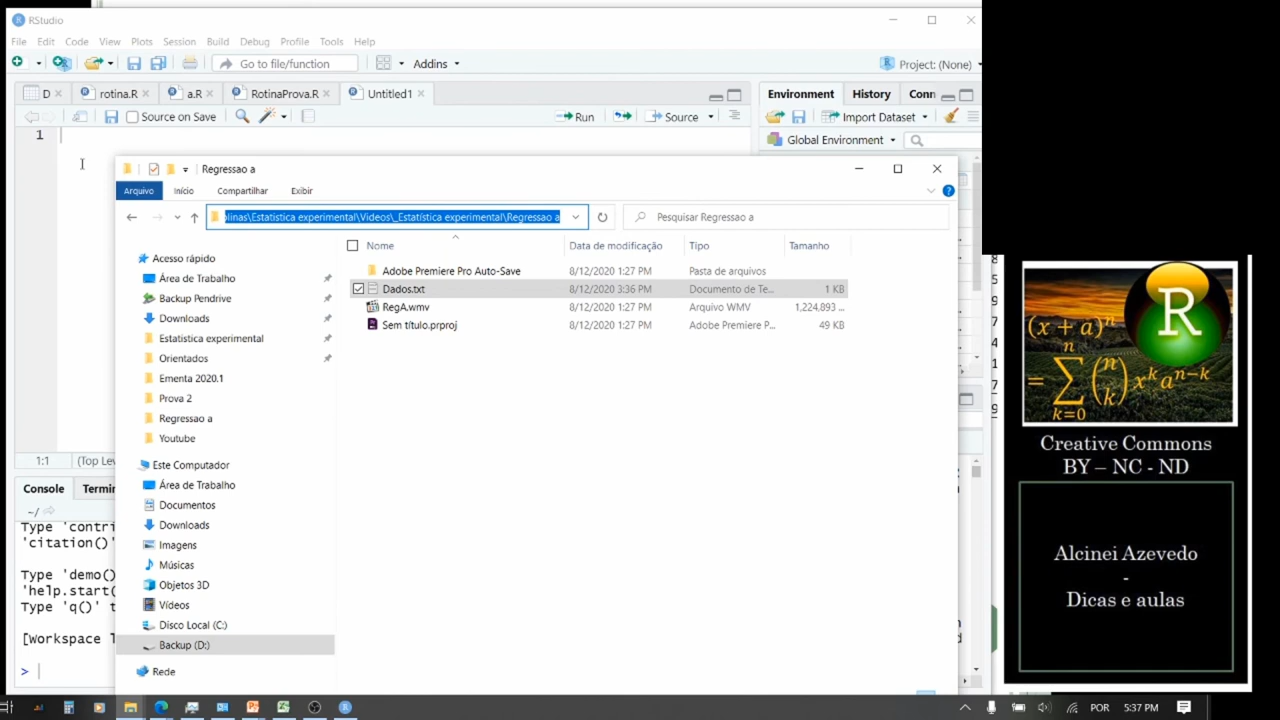 RStudio
File Edit Code View Plots Session Build Debug Profile Tools Help
Go to file/function Addins Project: (None)
D rotina.R a.R RotinaProva.R Untitled1
Environment History Conn
Source on Save Run Source
Import Dataset
1
Global Environment
Regressao a
Arquivo Início Compartilhar Exibir
linas\Estatistica experimental\Videos\_Estatística experimental\Regressao a
Pesquisar Regressao a
Nome Data de modificação Tipo Tamanho
Adobe Premiere Pro Auto-Save 8/12/2020 1:27 PM Pasta de arquivos
Dados.txt 8/12/2020 3:36 PM Documento de Te... 1 KB
RegA.wmv 8/12/2020 1:27 PM Arquivo WMV 1,224,893 ...
Sem título.prproj 8/12/2020 1:27 PM Adobe Premiere P... 49 KB
Acesso rápido
Área de Trabalho
Backup Pendrive
Downloads
Estatistica experimental
Orientados
Ementa 2020.1
Prova 2
Regressao a
Youtube
Este Computador
Área de Trabalho
Documentos
Downloads
Imagens
Músicas
Objetos 3D
Vídeos
Disco Local (C:)
Backup (D:)
Rede
1:1 (Top Lev
Console Termin
~/
Type 'contri
'citation()'
Type 'demo()
'help.start(
Type 'q()' t
[Workspace
>
(x + a)^n
= ∑_{k=0}^{n} (n k) x^k a^{n−k}
R
Creative Commons
BY – NC - ND
Alcinei Azevedo
-
Dicas e aulas
POR 5:37 PM